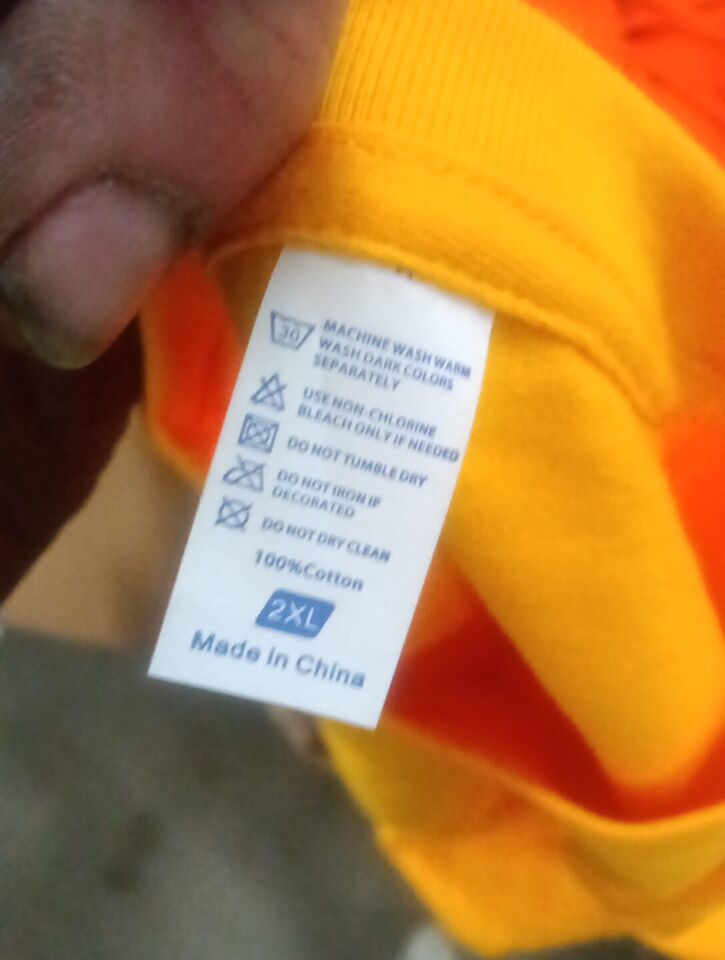 30
MACHINE WASH WARM
WASH DARK COLORS
SEPARATELY
USE NON-CHLORINE
BLEACH ONLY IF NEEDED
DO NOT TUMBLE DRY
DO NOT IRON IF
DECORATED
DO NOT DRY CLEAN
100%Cotton
2XL
Made in China